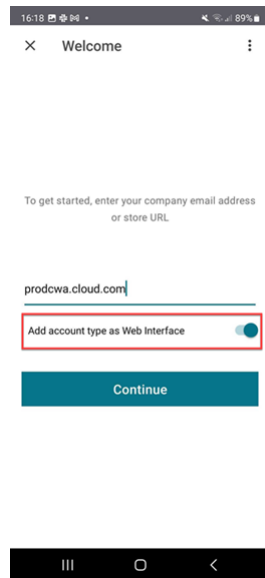 16:18 89%
Welcome
To get started, enter your company email address
or store URL
prodcwa.cloud.com
Add account type as Web Interface
Continue